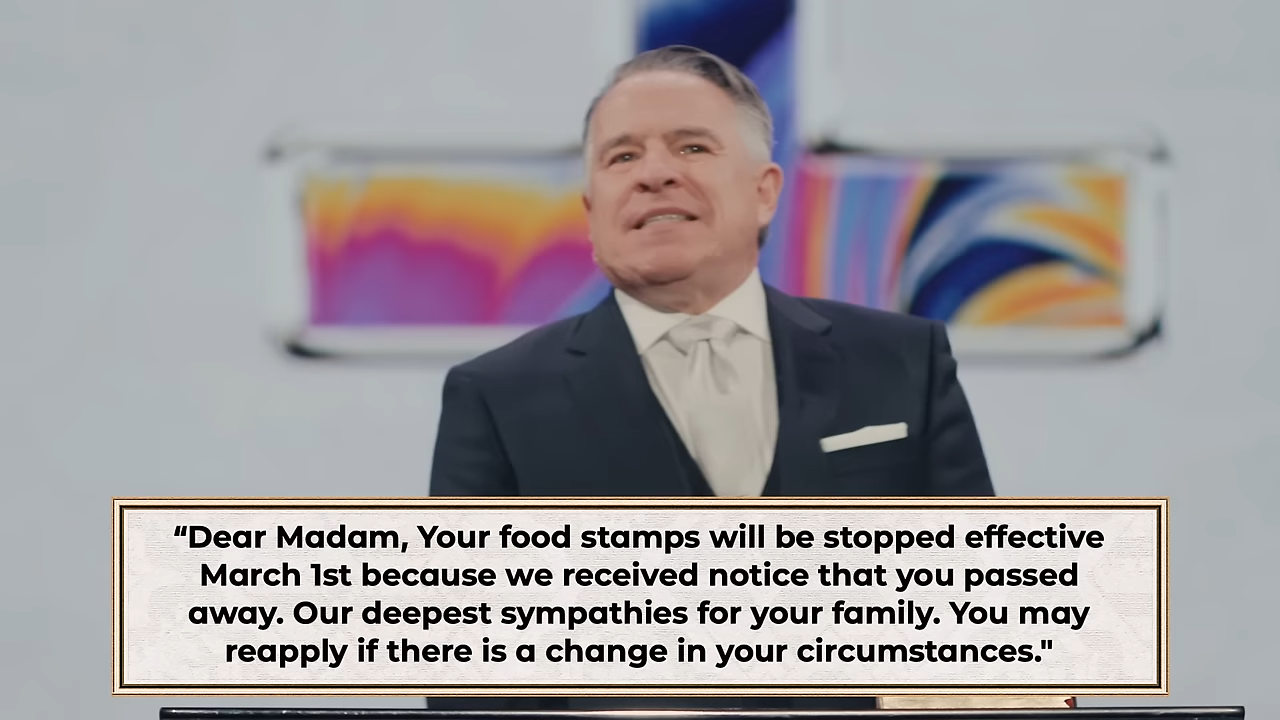 “Dear Madam, Your food stamps will be stopped effective
March 1st because we received notice that you passed
away. Our deepest sympathies for your family. You may
reapply if there is a change in your circumstances."